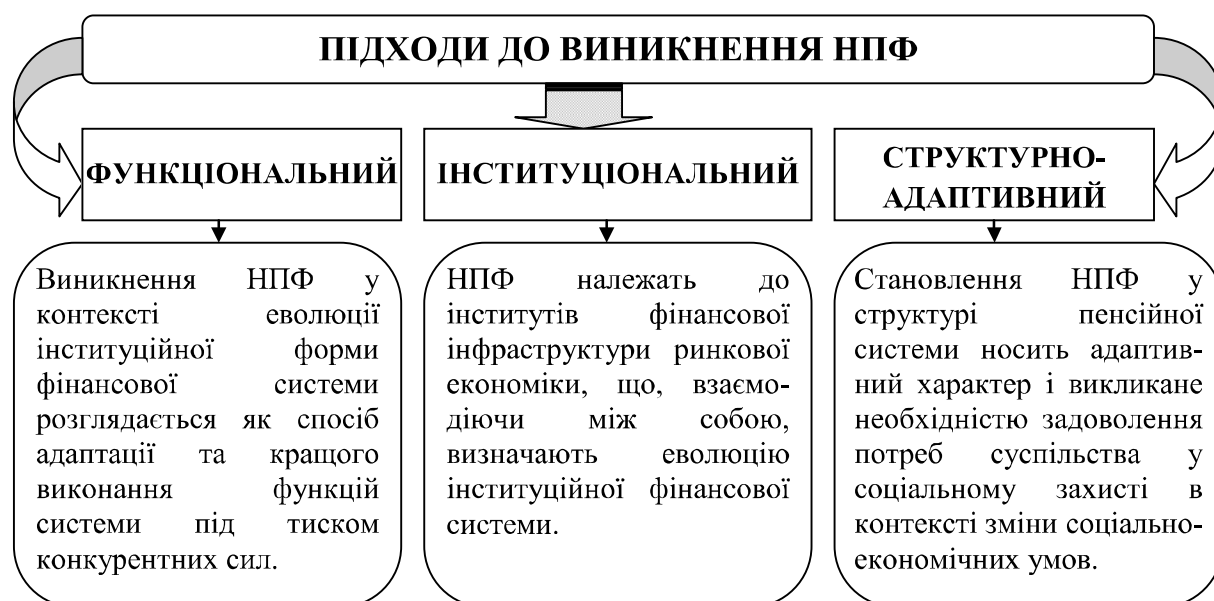 ПІДХОДИ ДО ВИНИКНЕННЯ НПФ
ФУНКЦІОНАЛЬНИЙ
Виникнення НПФ у
контексті еволюції
інституційної форми
фінансової системи
розглядається як спосіб
адаптації та кращого
виконання функцій
системи під тиском
конкурентних сил.
ІНСТИТУЦІОНАЛЬНИЙ
НПФ належать до
інститутів фінансової
інфраструктури ринкової
економіки, що, взаємо-
діючи між собою,
визначають еволюцію
інституційної фінансової
системи.
СТРУКТУРНО-
АДАПТИВНИЙ
Становлення НПФ у
структурі пенсійної
системи носить адаптив-
ний характер і викликане
необхідністю задоволення
потреб суспільства у
соціальному захисті в
контексті зміни соціально-
економічних умов.